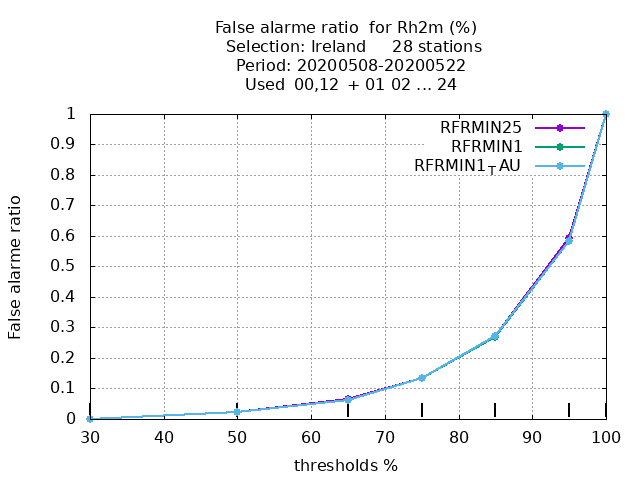 False alarme ratio for Rh2m (%)
Selection: Ireland 28 stations
Period: 20200508-20200522
Used 00,12 + 01 02 ... 24
False alarme ratio
1
0.9
0.8
0.7
0.6
0.5
0.4
0.3
0.2
0.1
0
RFRMIN25
RFRMIN1
RFRMIN1TAU
30 40 50 60 70 80 90 100
thresholds %